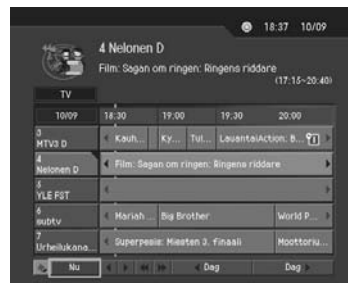 18:37 10/09
4 Nelonen D
Film: Sagan om ringen: Ringens riddare
(17:15~20:40)
TV
10/09 18:30 19:00 19:30 20:00
3
MTV3 D Kauh... Ky... Tul... LauantaiAction: B...
4
Nelonen D Film: Sagan om ringen: Ringens riddare
5
YLE FST
6
subtv Mariah ... Big Brother World P...
7
Urheilukana... Superpesis: Miesten 3. finaali Moottoriu...
Nu Dag Dag